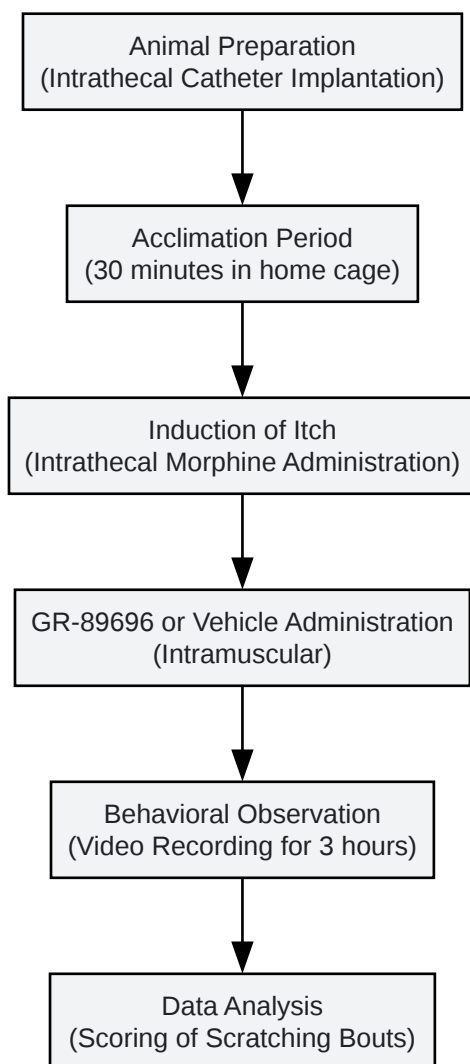 Animal Preparation
(Intrathecal Catheter Implantation)
Acclimation Period
(30 minutes in home cage)
Induction of Itch
(Intrathecal Morphine Administration)
GR-89696 or Vehicle Administration
(Intramuscular)
Behavioral Observation
(Video Recording for 3 hours)
Data Analysis
(Scoring of Scratching Bouts)